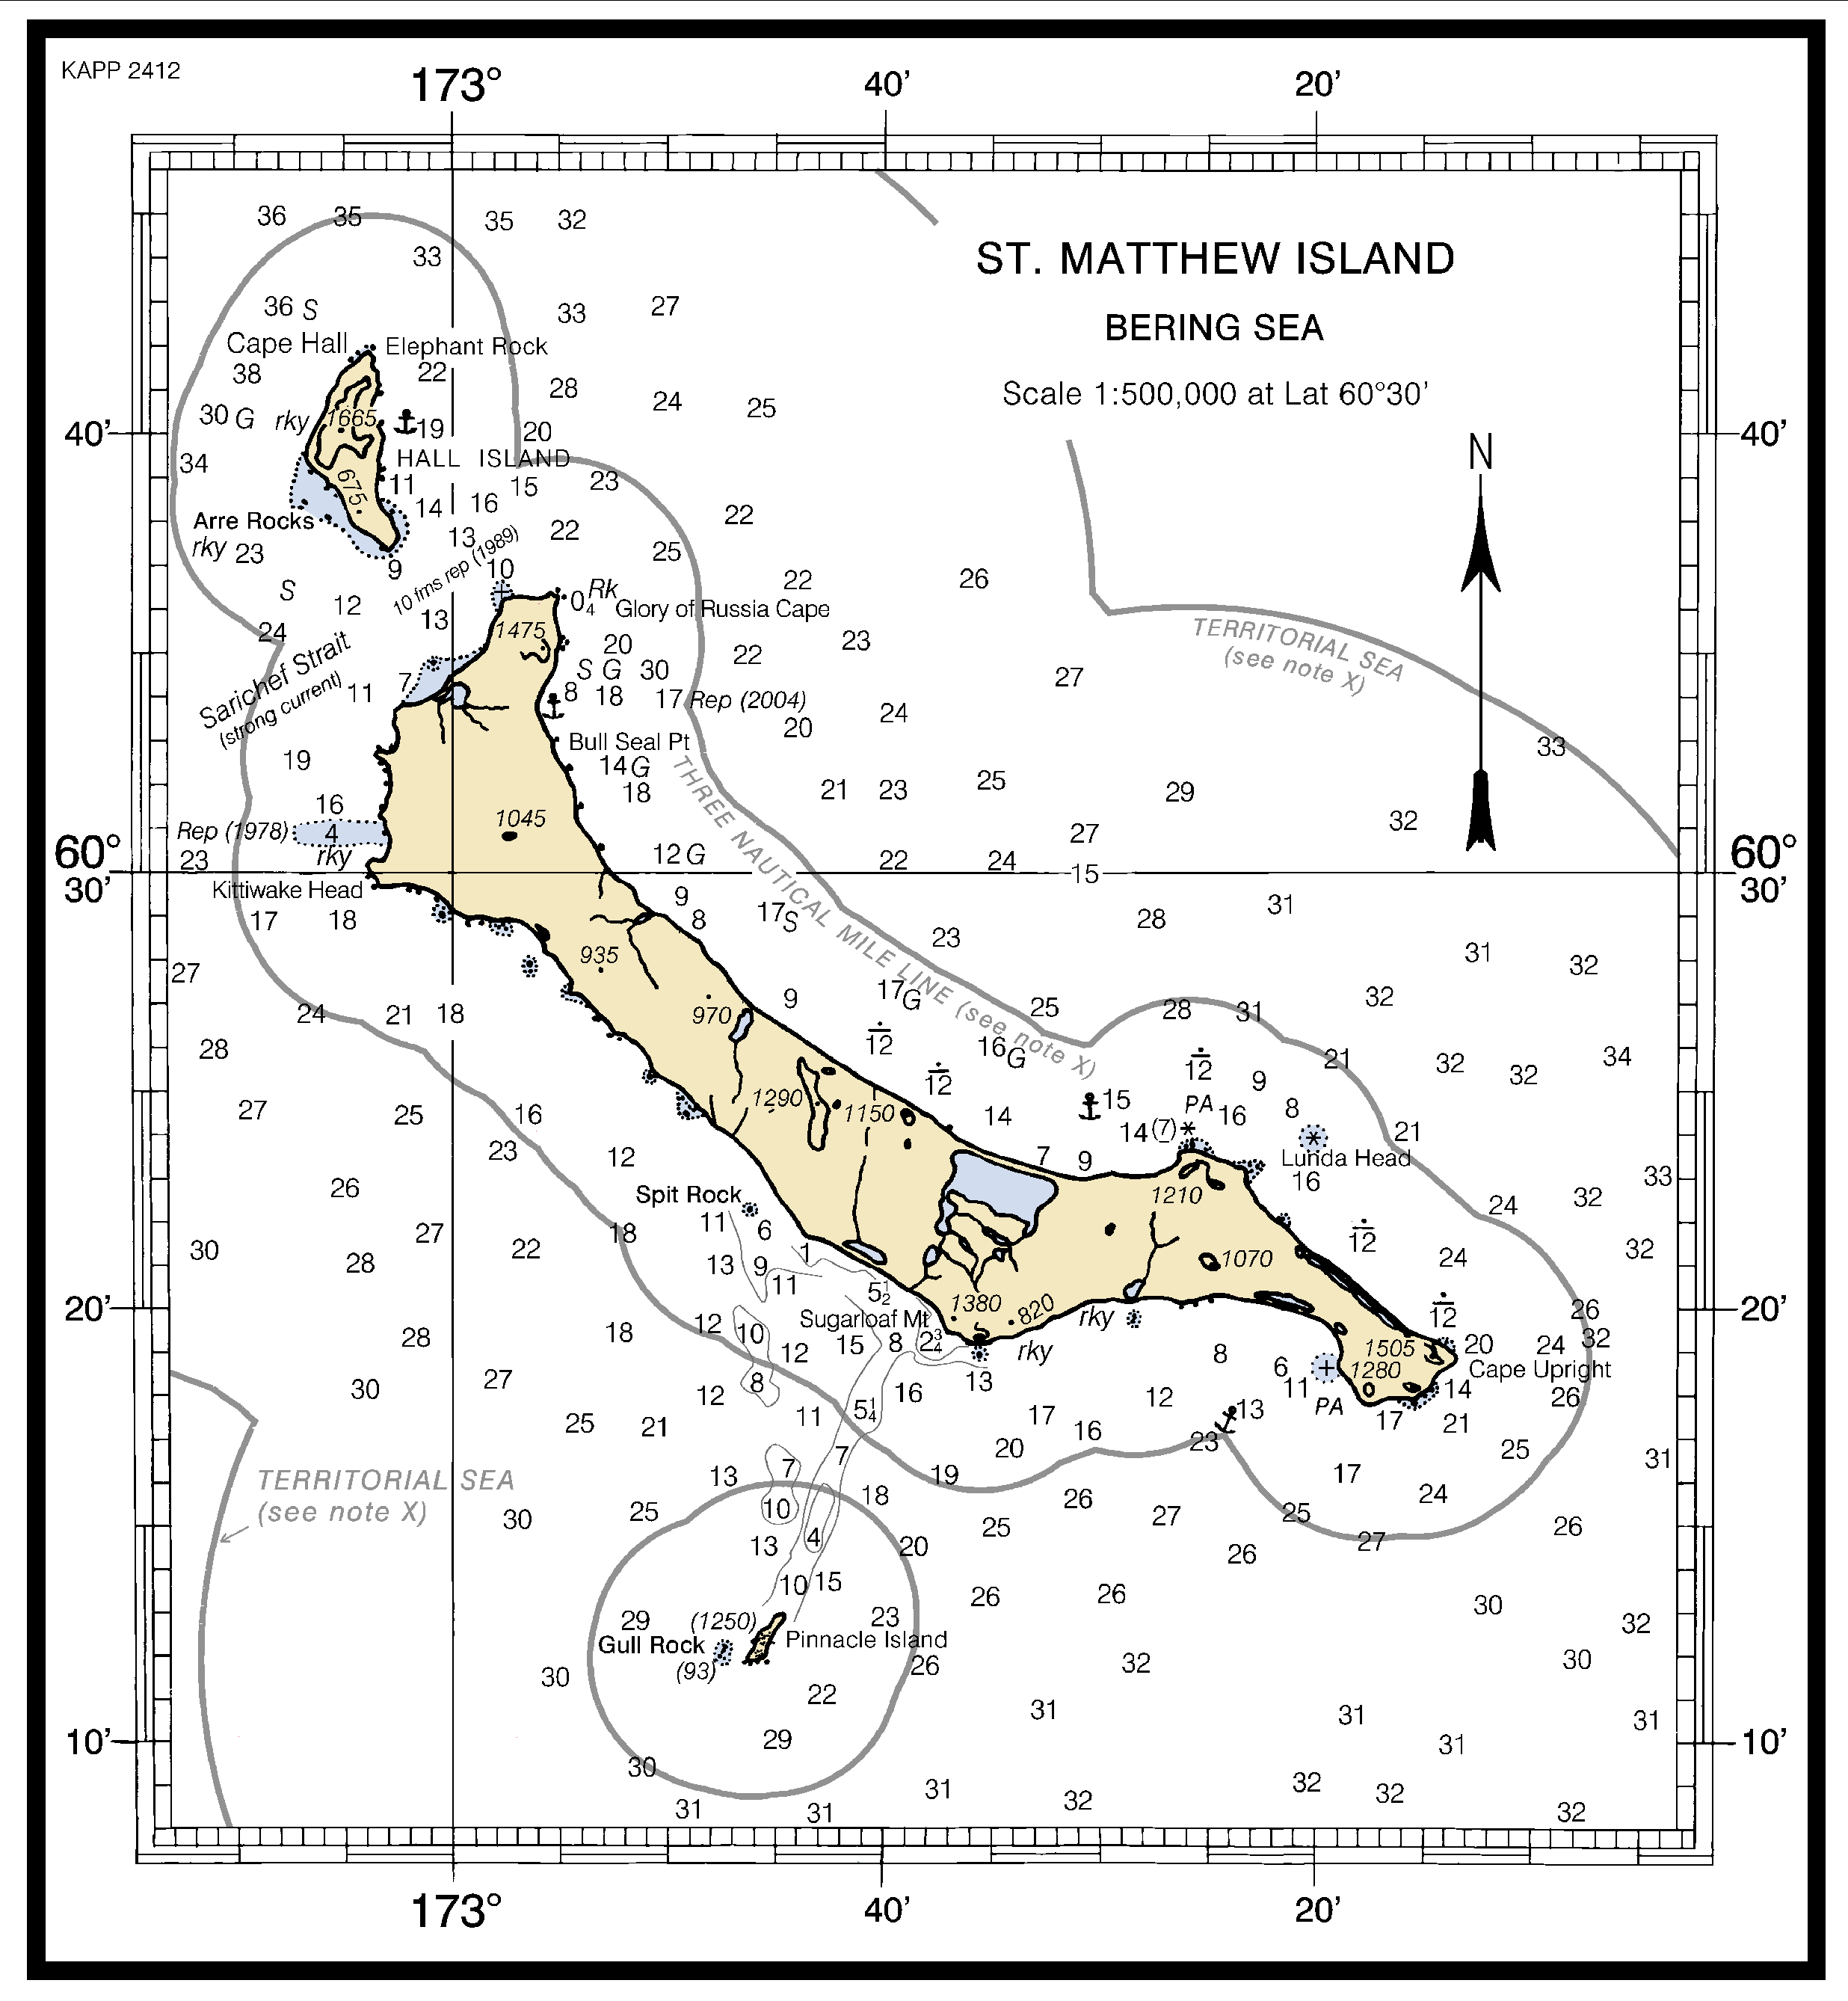 KAPP 2412
173° 40’ 20’
36 35 35 32
33
ST. MATTHEW ISLAND
BERING SEA
Scale 1:500,000 at Lat 60°30’
N
36 S 33 27
Cape Hall Elephant Rock
38 22 28 24 25
30 G rky 1665 19 20
40’ 40’
34 HALL ISLAND
675 11 15 23
14 16 22
Arre Rocks
rky 23 13 22 25
9 10 fms rep (1989) 10
S 12 13 0₄ Rk 22 26
Glory of Russia Cape
24 1475 20 23
TERRITORIAL SEA
(see note X)
Sarichef Strait
(strong current)
11 7 S G 30 22 27
8 18 17 Rep (2004)
20 24
Bull Seal Pt
19 14 G 33
16 18 21 23 25 29
Rep (1978) 4 1045 27 32
rky
THREE NAUTICAL MILE LINE (see note X)
60° 60°
23 12 G 22 24
30’ 15 30’
Kittiwake Head
17 18 9 8 17 S 28 31
935 23 31 32
27 9 17 G 32
24 21 18 970 25 28 31
28 12 16 G 21 32 34
12 12 9 32
27 25 16 1290 1150 14 15 PA 16 8
14 (7) 21
23 12 7 9 Lunda Head
26 1210 16 33
Spit Rock 24 32
27 18 11 6 12
30 28 22 13 9 1 1070 24 32
11 5½
20’ 1380 820 rky 12 26 20’
Sugarloaf Mt
28 18 12 10 15 8 2¾ rky 1505 20 24 32
12 8 6 1280 Cape Upright
30 27 8 13 11 14 26
12 16 12 PA
25 21 11 5¼ 17 16 13 17 21
20 23 25 31
13 7 7 19 17
TERRITORIAL SEA
(see note X)
30 25 10 18 26 27 25 24
13 4 20 25 26 27 26
10 15 26 26 30
29 (1250) 23 32
Gull Rock Pinnacle Island
(93) 26 32 30
30 22
31 31 31
10’ 29 31 10’
30 31 32 32
31 31 32 32
173° 40’ 20’